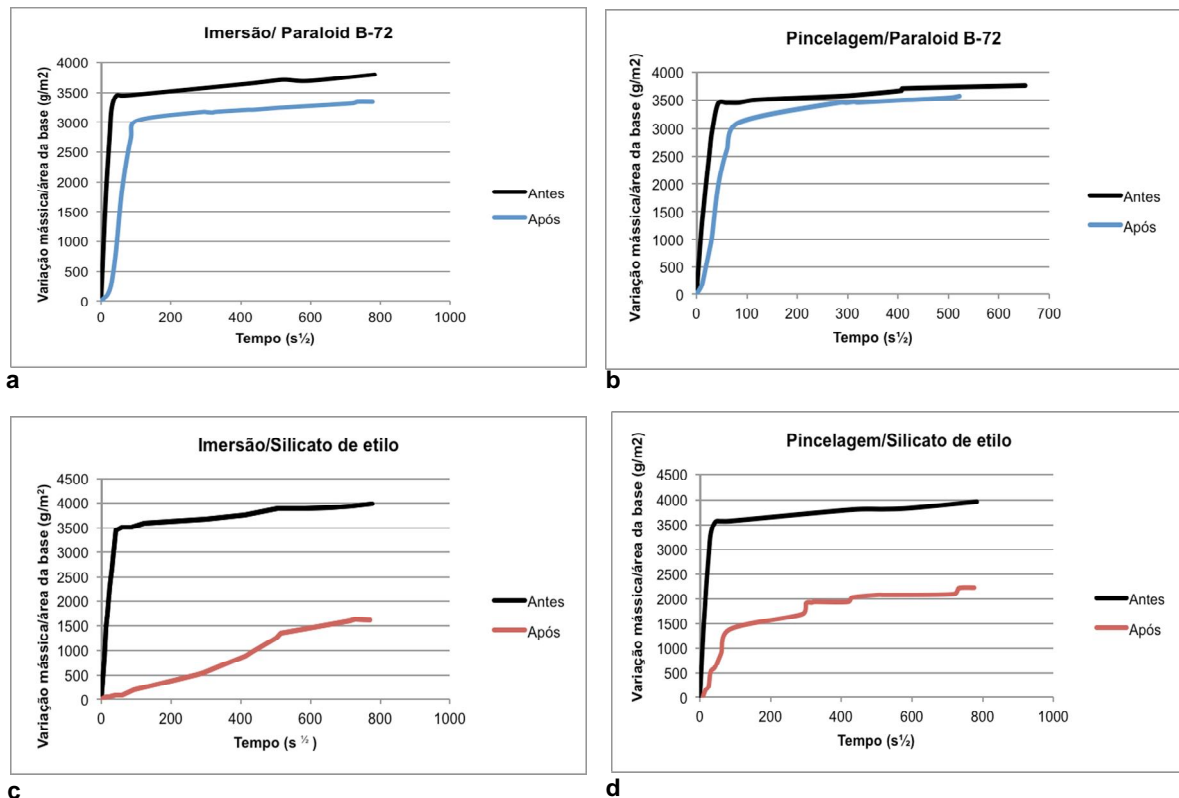 Imersão/ Paraloid B-72
Variação mássica/área da base (g/m2)
4000
3500
3000
2500
2000
1500
1000
500
0
0 200 400 600 800 1000
Tempo (s½)
Antes
Após
a
Pincelagem/Paraloid B-72
Variação mássica/área da base (g/m2)
4000
3500
3000
2500
2000
1500
1000
500
0
0 100 200 300 400 500 600 700
Tempo (s½)
Antes
Após
b
Imersão/Silicato de etilo
Variação mássica/área da base (g/m²)
4500
4000
3500
3000
2500
2000
1500
1000
500
0
0 200 400 600 800 1000
Tempo (s ½ )
Antes
Após
c
Pincelagem/Silicato de etilo
Variação mássica/área da base (g/m2)
4500
4000
3500
3000
2500
2000
1500
1000
500
0
0 200 400 600 800 1000
Tempo (s½)
Antes
Após
d